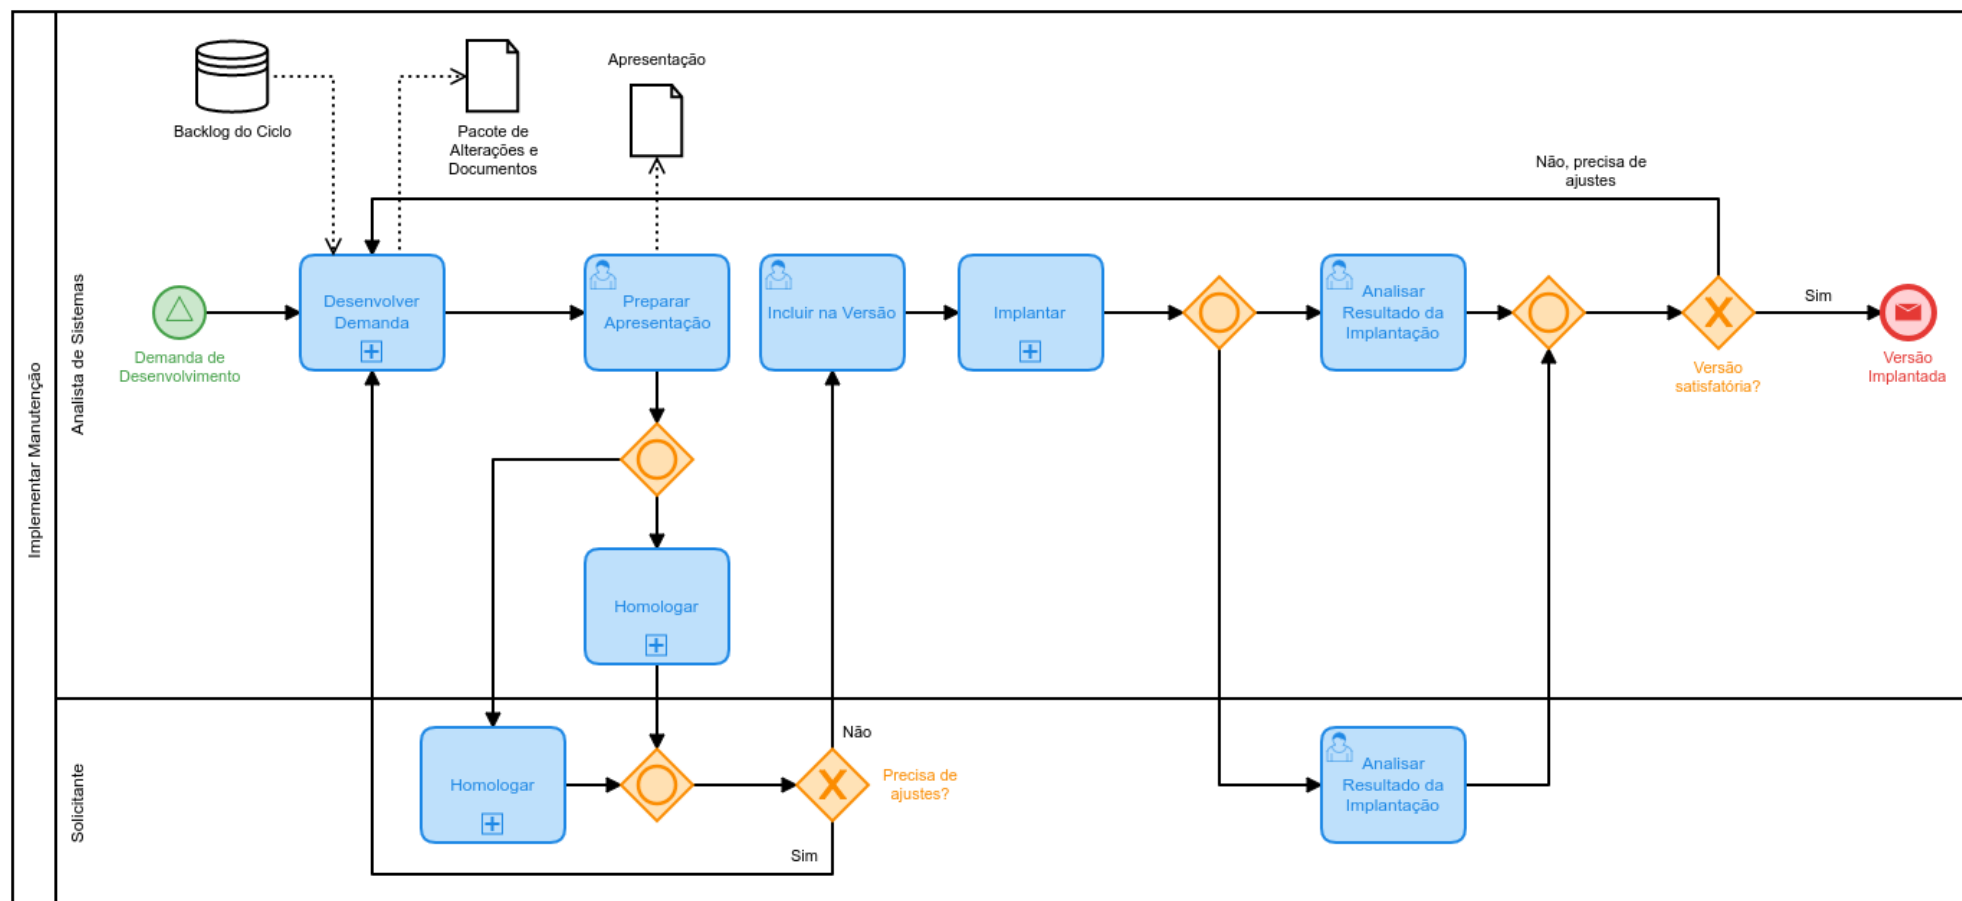 Implementar Manutenção
Analista de Sistemas
Backlog do Ciclo
Pacote de
Alterações e
Documentos
Apresentação
Não, precisa de
ajustes
Demanda de
Desenvolvimento
Desenvolver
Demanda
Preparar
Apresentação
Incluir na Versão
Implantar
Analisar
Resultado da
Implantação
Versão
satisfatória?
Sim
Versão
Implantada
Homologar
Solicitante
Homologar
Não
Precisa de
ajustes?
Sim
Analisar
Resultado da
Implantação